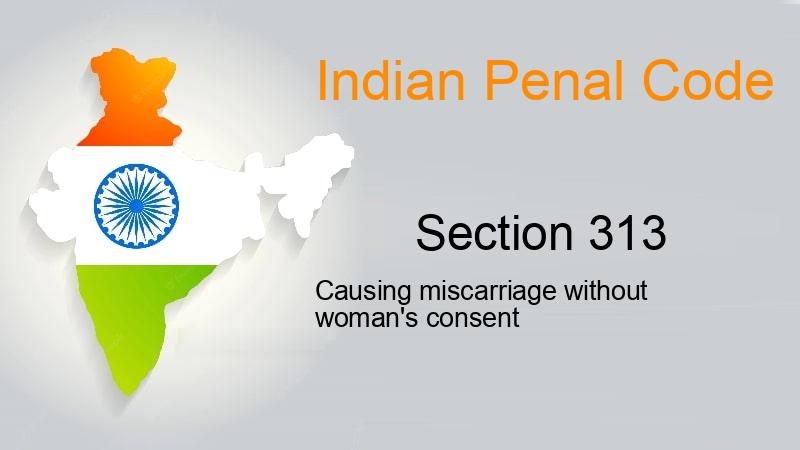 Indian Penal Code
Section 313
Causing miscarriage without
woman's consent